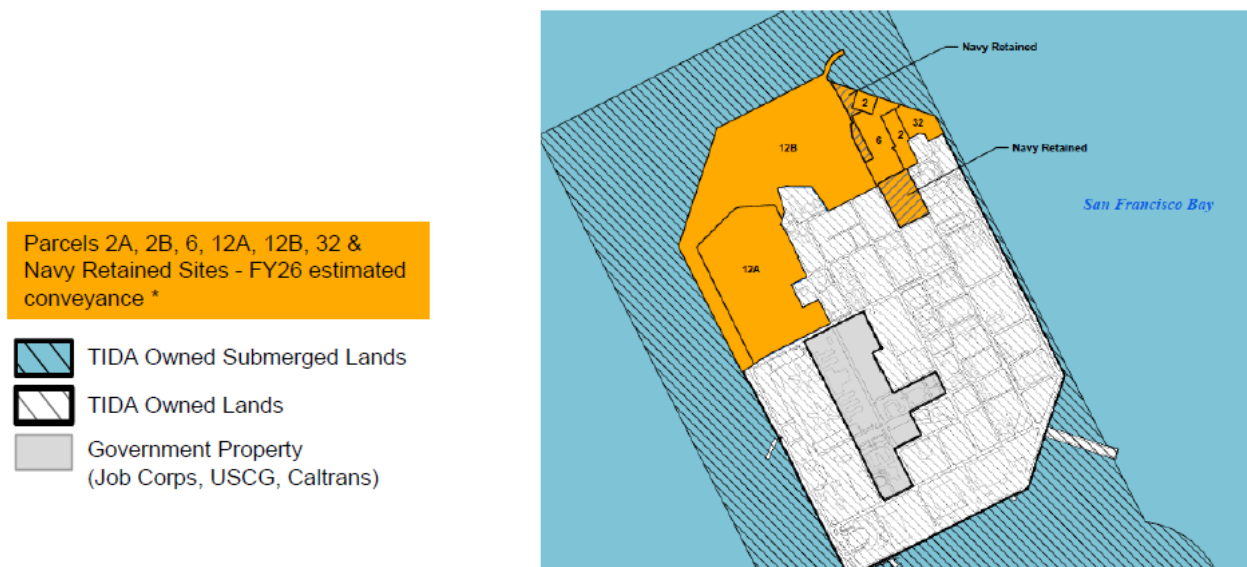 Parcels 2A, 2B, 6, 12A, 12B, 32 &
Navy Retained Sites - FY26 estimated
conveyance *
TIDA Owned Submerged Lands
TIDA Owned Lands
Government Property
(Job Corps, USCG, Caltrans)
Navy Retained
2
32
6
2
12B
Navy Retained
San Francisco Bay
12A